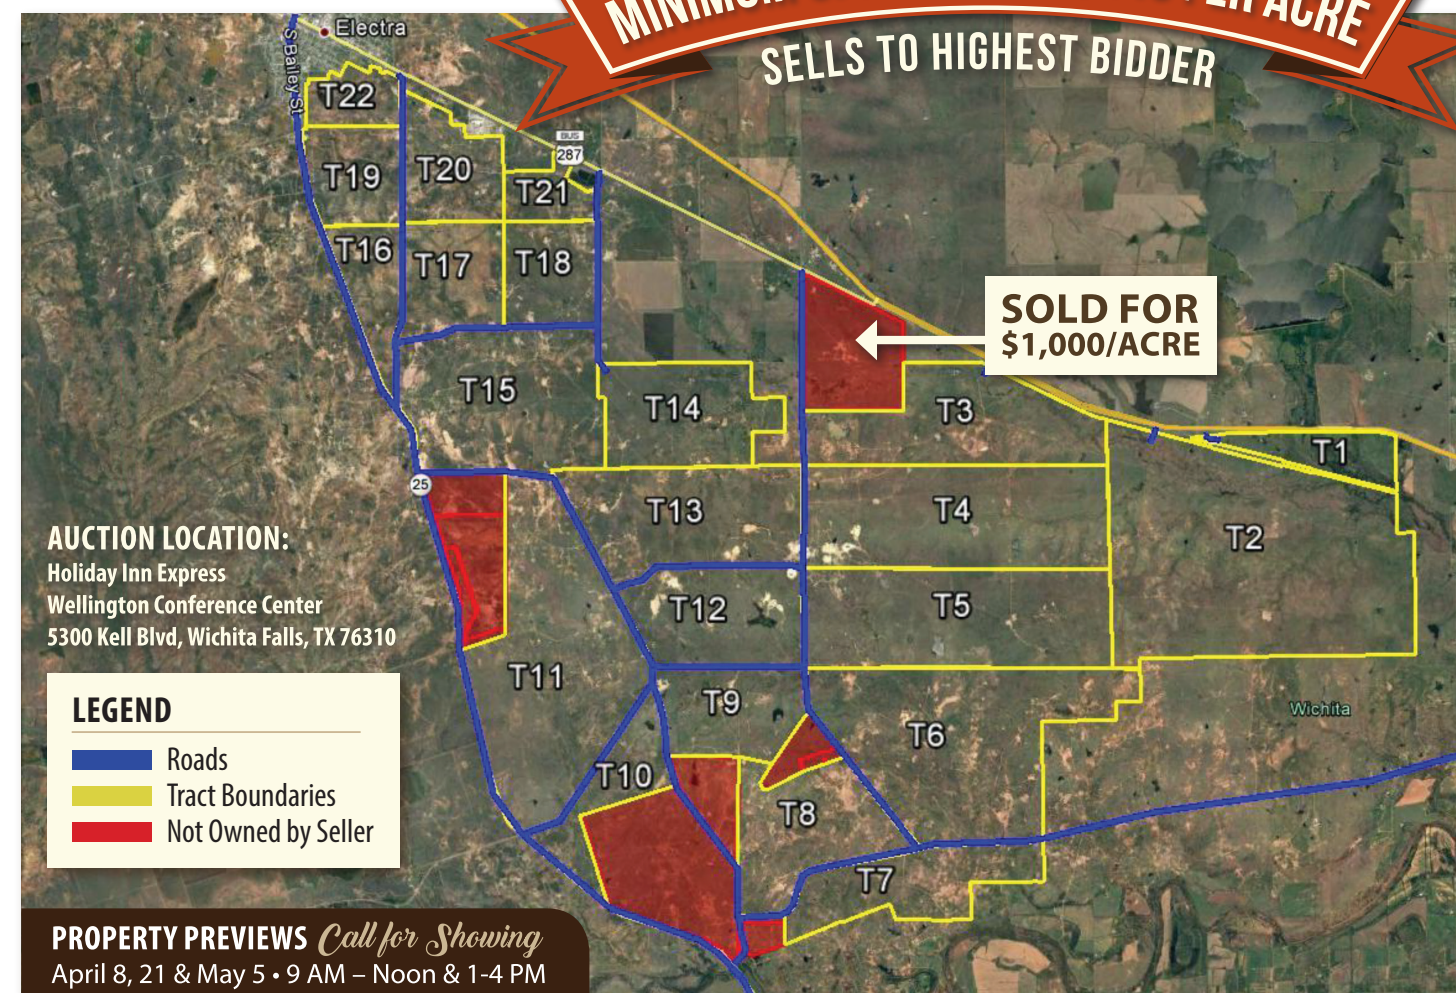 MINIMUM
ER ACRE
SELLS TO HIGHEST BIDDER
Electra
S Bailey St
T22
BUS
287
T19
T20
T21
T16
T17
T18
SOLD FOR
$1,000/ACRE
T15
T14
T3
T1
25
T13
T4
T2
T12
T5
T11
T9
T6
Wichita
T10
T8
T7
AUCTION LOCATION:
Holiday Inn Express
Wellington Conference Center
5300 Kell Blvd, Wichita Falls, TX 76310
LEGEND
Roads
Tract Boundaries
Not Owned by Seller
PROPERTY PREVIEWS Call for Showing
April 8, 21 & May 5 • 9 AM – Noon & 1-4 PM